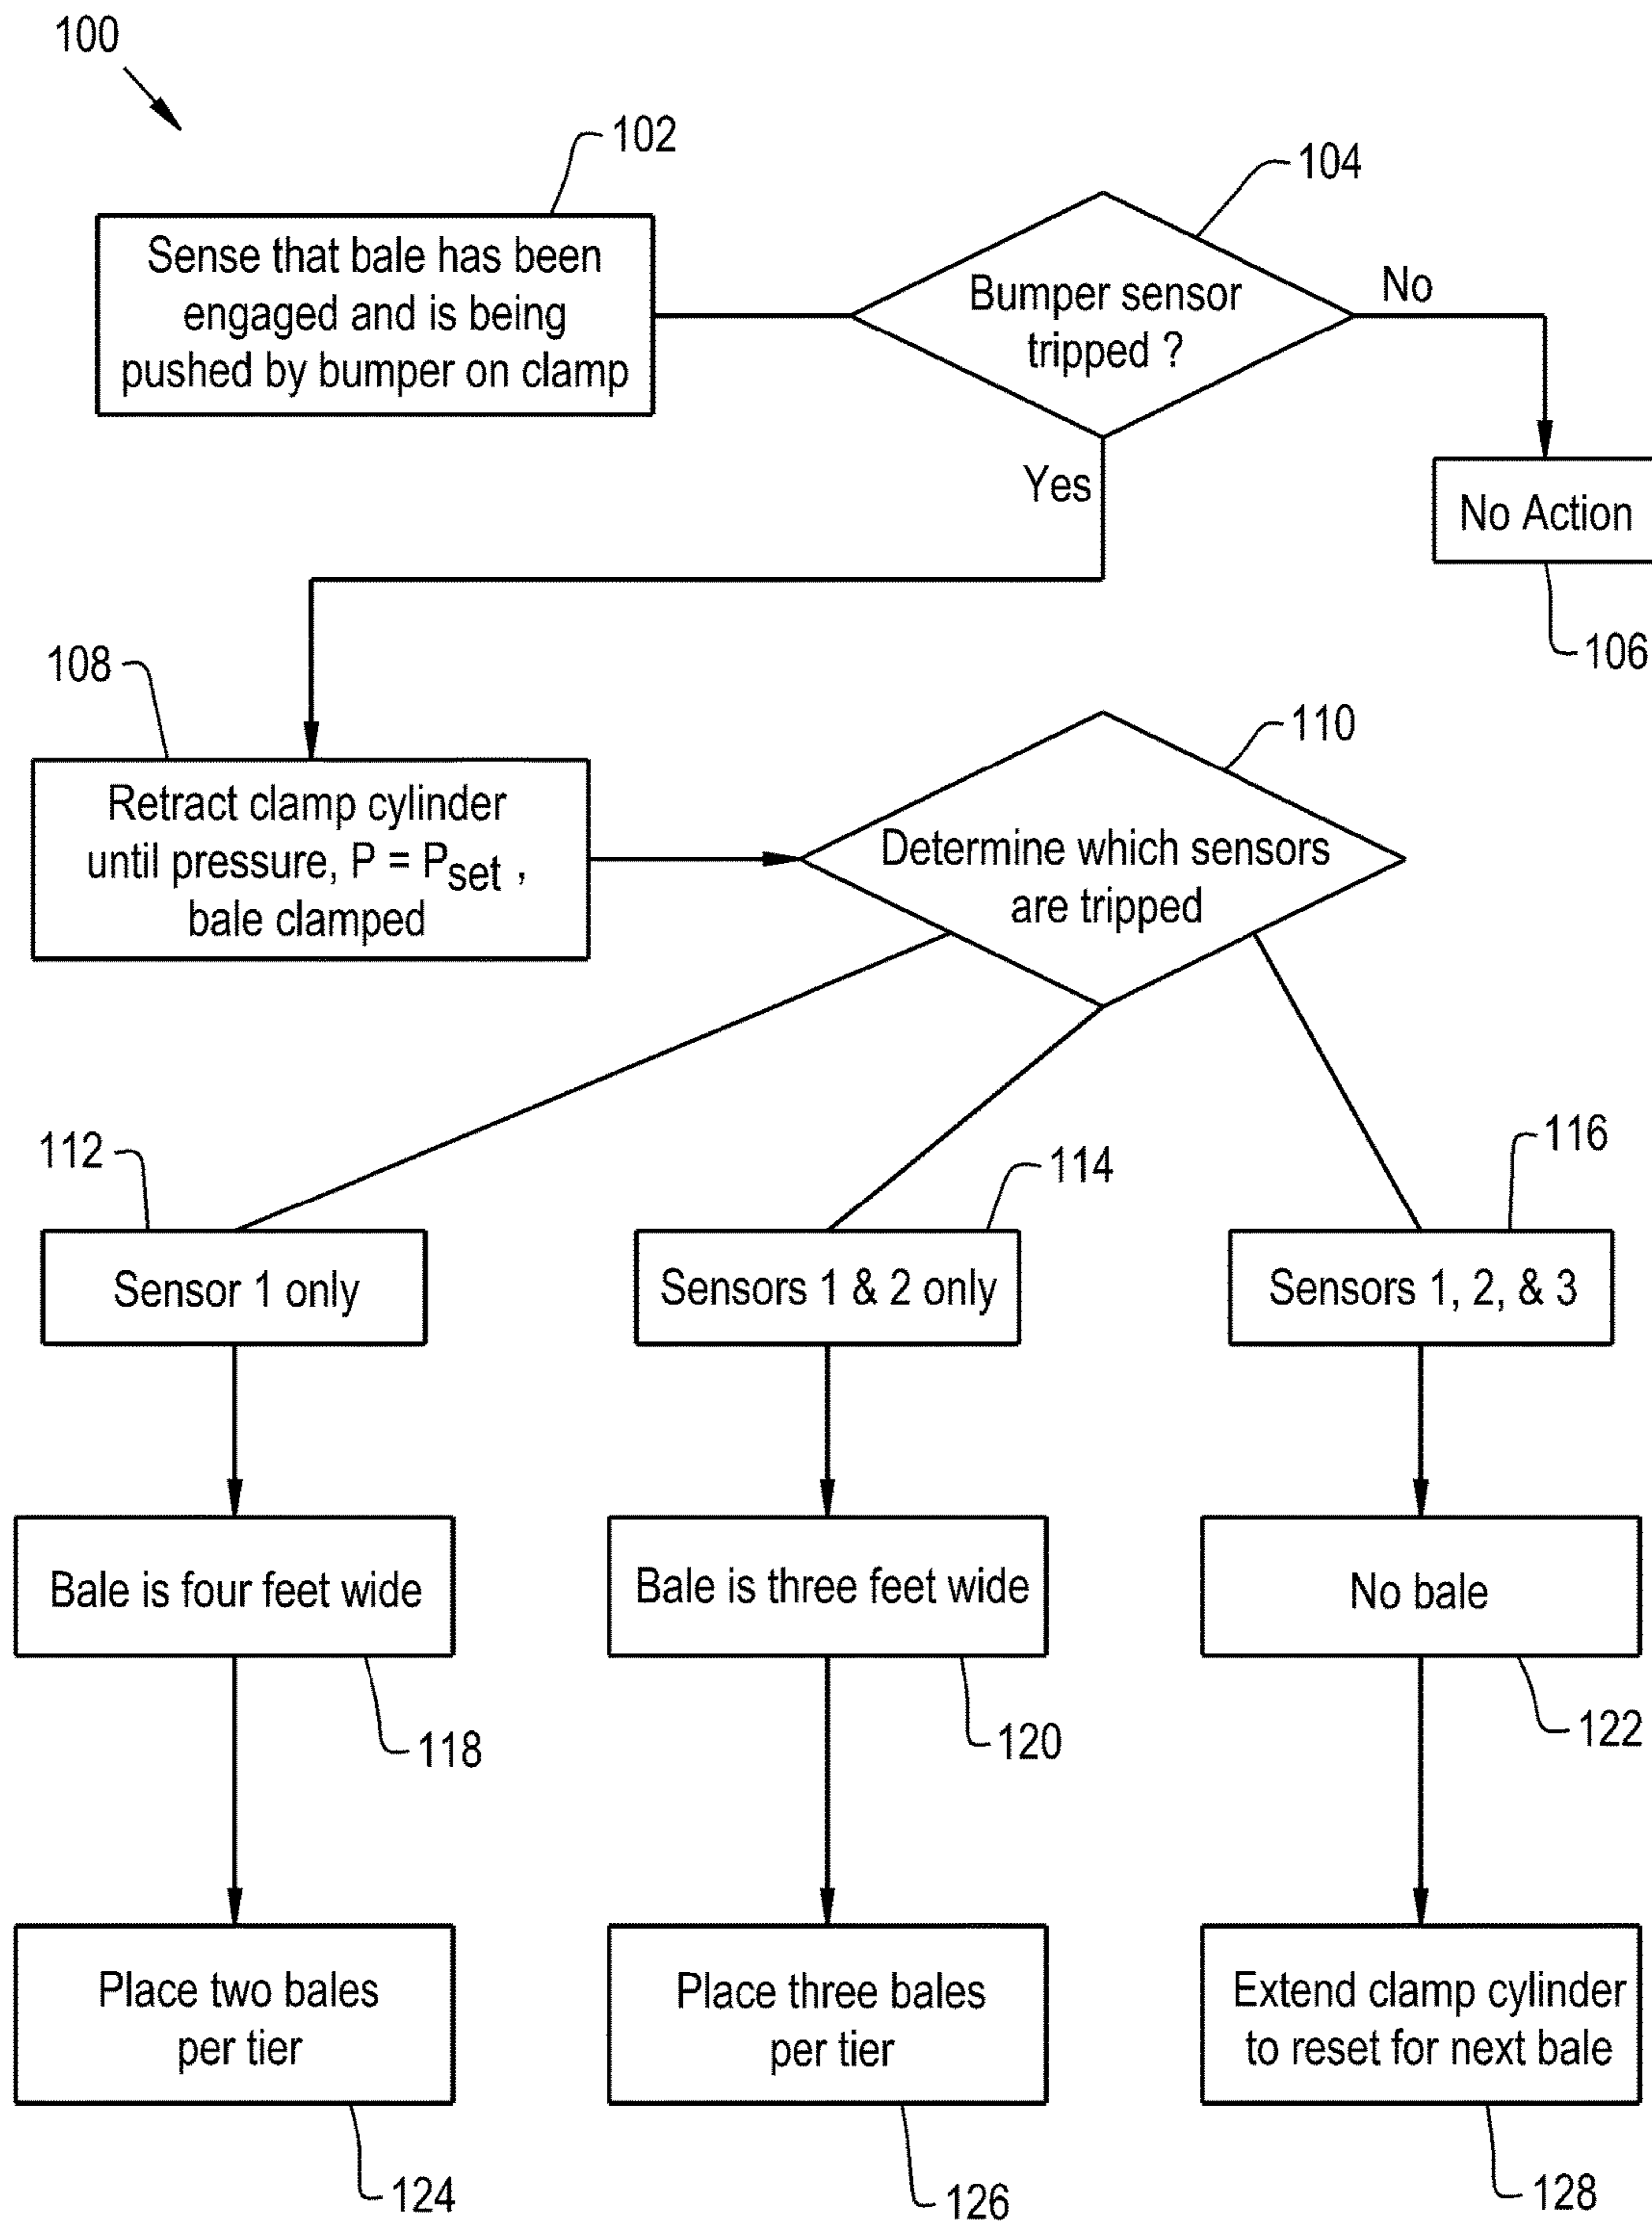 100
102
Sense that bale has been
engaged and is being
pushed by bumper on clamp
104
Bumper sensor
tripped ?
No
Yes
No Action
106
108
Retract clamp cylinder
until pressure, P = Pset ,
bale clamped
110
Determine which sensors
are tripped
112
Sensor 1 only
114
Sensors 1 & 2 only
116
Sensors 1, 2, & 3
Bale is four feet wide
118
Bale is three feet wide
120
No bale
122
Place two bales
per tier
124
Place three bales
per tier
126
Extend clamp cylinder
to reset for next bale
128